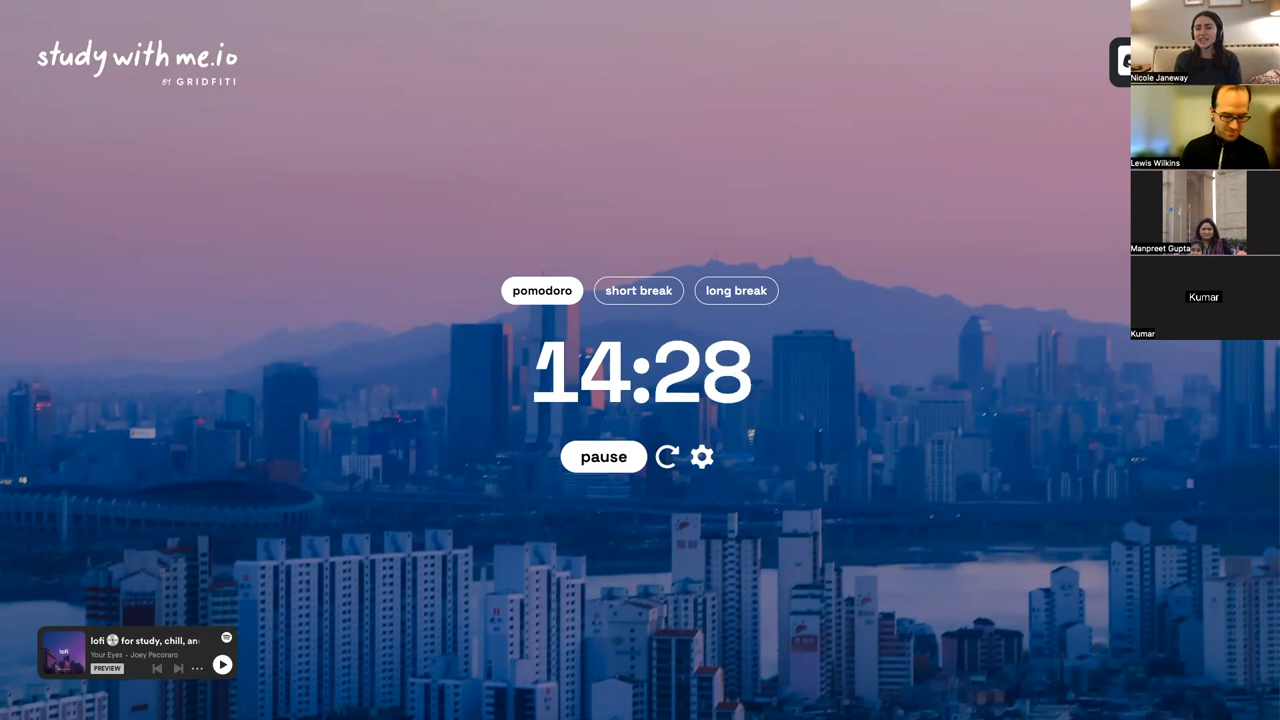 study with me.io
BY GRIDFITI
Nicole Janeway
Lewis Wilkins
Manpreet Gupta
Kumar
Kumar
pomodoro
short break
long break
14:28
pause
lofi 💿 for study, chill, an
Your Eyes • Joey Pecoraro
PREVIEW
lofi